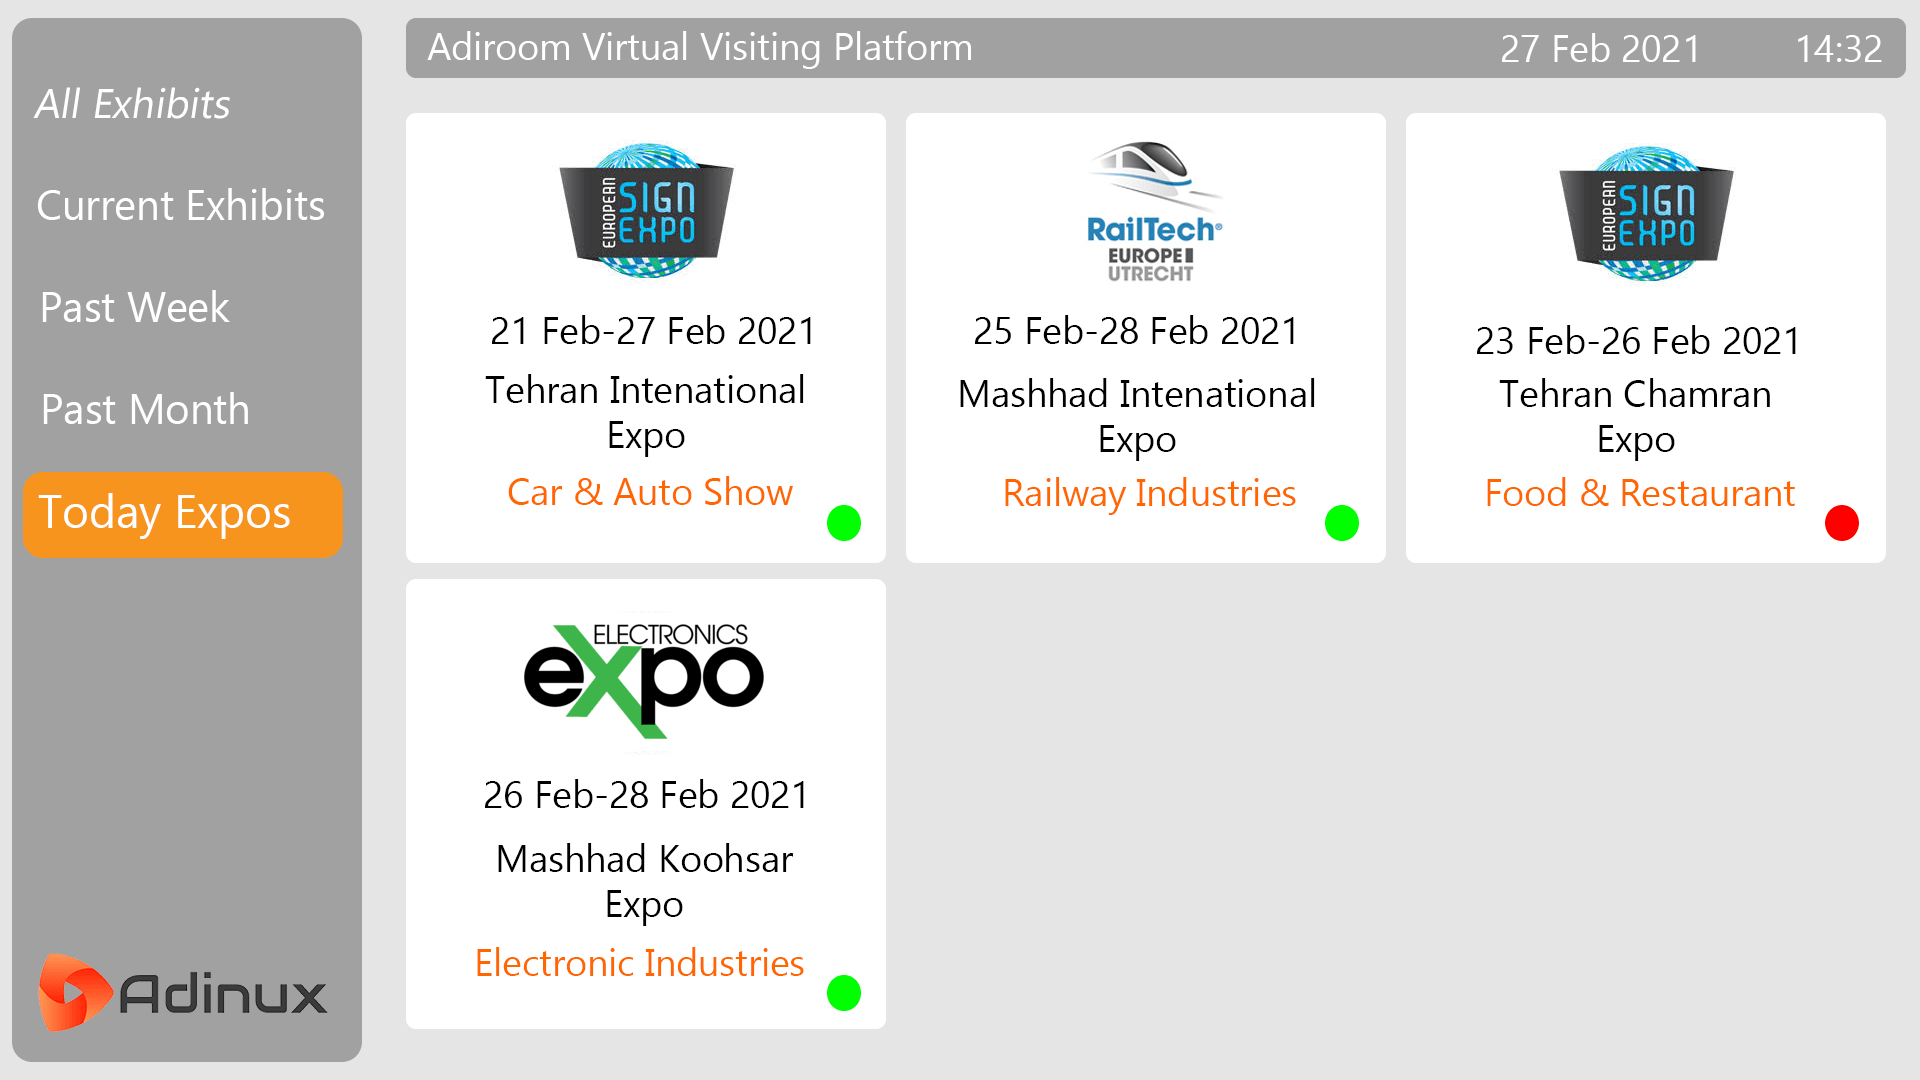 All Exhibits
Current Exhibits
Past Week
Past Month
Today Expos
Adinux
Adiroom Virtual Visiting Platform
27 Feb 2021
14:32
EUROPEAN
SIGN
EXPO
21 Feb-27 Feb 2021
Tehran Intenational
Expo
Car & Auto Show
RailTech®
EUROPE
UTRECHT
25 Feb-28 Feb 2021
Mashhad Intenational
Expo
Railway Industries
EUROPEAN
SIGN
EXPO
23 Feb-26 Feb 2021
Tehran Chamran
Expo
Food & Restaurant
ELECTRONICS
eXpo
26 Feb-28 Feb 2021
Mashhad Koohsar
Expo
Electronic Industries